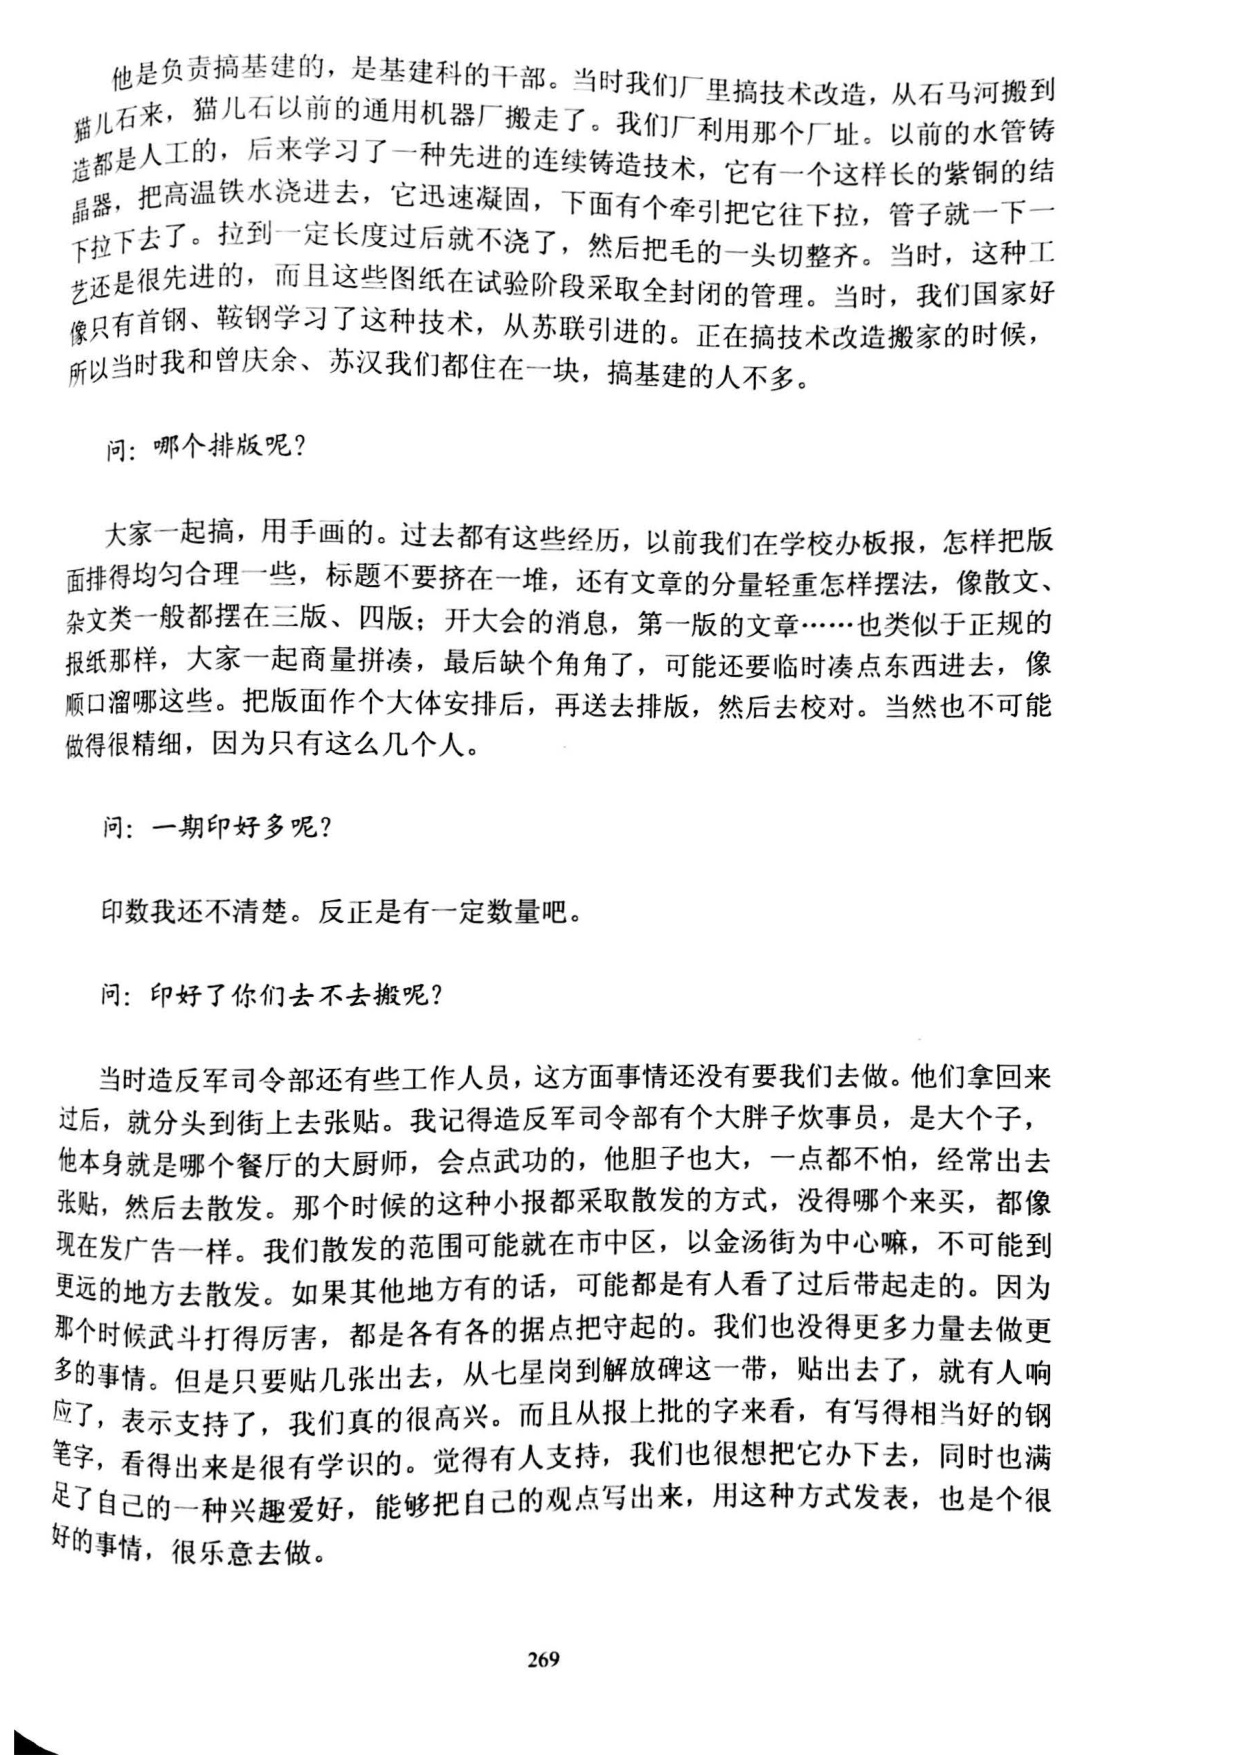 他是负责搞基建的，是基建科的干部。当时我们厂里搞技术改造，从石马河搬到
猫儿石来，猫儿石以前的通用机器厂搬走了。我们厂利用那个厂址。以前的水管铸
造都是人工的，后来学习了一种先进的连续铸造技术，它有一个这样长的紫铜的结
晶器，把高温铁水浇进去，它迅速凝固，下面有个牵引把它往下拉，管子就一下一
下拉下去了。拉到一定长度过后就不浇了，然后把毛的一头切整齐。当时，这种工
艺还是很先进的，而且这些图纸在试验阶段采取全封闭的管理。当时，我们国家好
像只有首钢、鞍钢学习了这种技术，从苏联引进的。正在搞技术改造搬家的时候，
所以当时我和曾庆余、苏汉我们都住在一块，搞基建的人不多。
问：哪个排版呢？
大家一起搞，用手画的。过去都有这些经历，以前我们在学校办板报，怎样把版
面排得均匀合理一些，标题不要挤在一堆，还有文章的分量轻重怎样摆法，像散文、
杂文类一般都摆在三版、四版；开大会的消息，第一版的文章……也类似于正规的
报纸那样，大家一起商量拼凑，最后缺个角角了，可能还要临时凑点东西进去，像
顺口溜哪这些。把版面作个大体安排后，再送去排版，然后去校对。当然也不可能
做得很精细，因为只有这么几个人。
问：一期印好多呢？
印数我还不清楚。反正是有一定数量吧。
问：印好了你们去不去搬呢？
当时造反军司令部还有些工作人员，这方面事情还没有要我们去做。他们拿回来
过后，就分头到街上去张贴。我记得造反军司令部有个大胖子炊事员，是大个子，
他本身就是哪个餐厅的大厨师，会点武功的，他胆子也大，一点都不怕，经常出去
张贴，然后去散发。那个时候的这种小报都采取散发的方式，没得哪个来买，都像
现在发广告一样。我们散发的范围可能就在市中区，以金汤街为中心嘛，不可能到
更远的地方去散发。如果其他地方有的话，可能都是有人看了过后带起走的。因为
那个时候武斗打得厉害，都是各有各的据点把守起的。我们也没得更多力量去做更
多的事情。但是只要贴几张出去，从七星岗到解放碑这一带，贴出去了，就有人响
应了，表示支持了，我们真的很高兴。而且从报上批的字来看，有写得相当好的钢
笔字，看得出来是很有学识的。觉得有人支持，我们也很想把它办下去，同时也满
足了自己的一种兴趣爱好，能够把自己的观点写出来，用这种方式发表，也是个很
好的事情，很乐意去做。
269